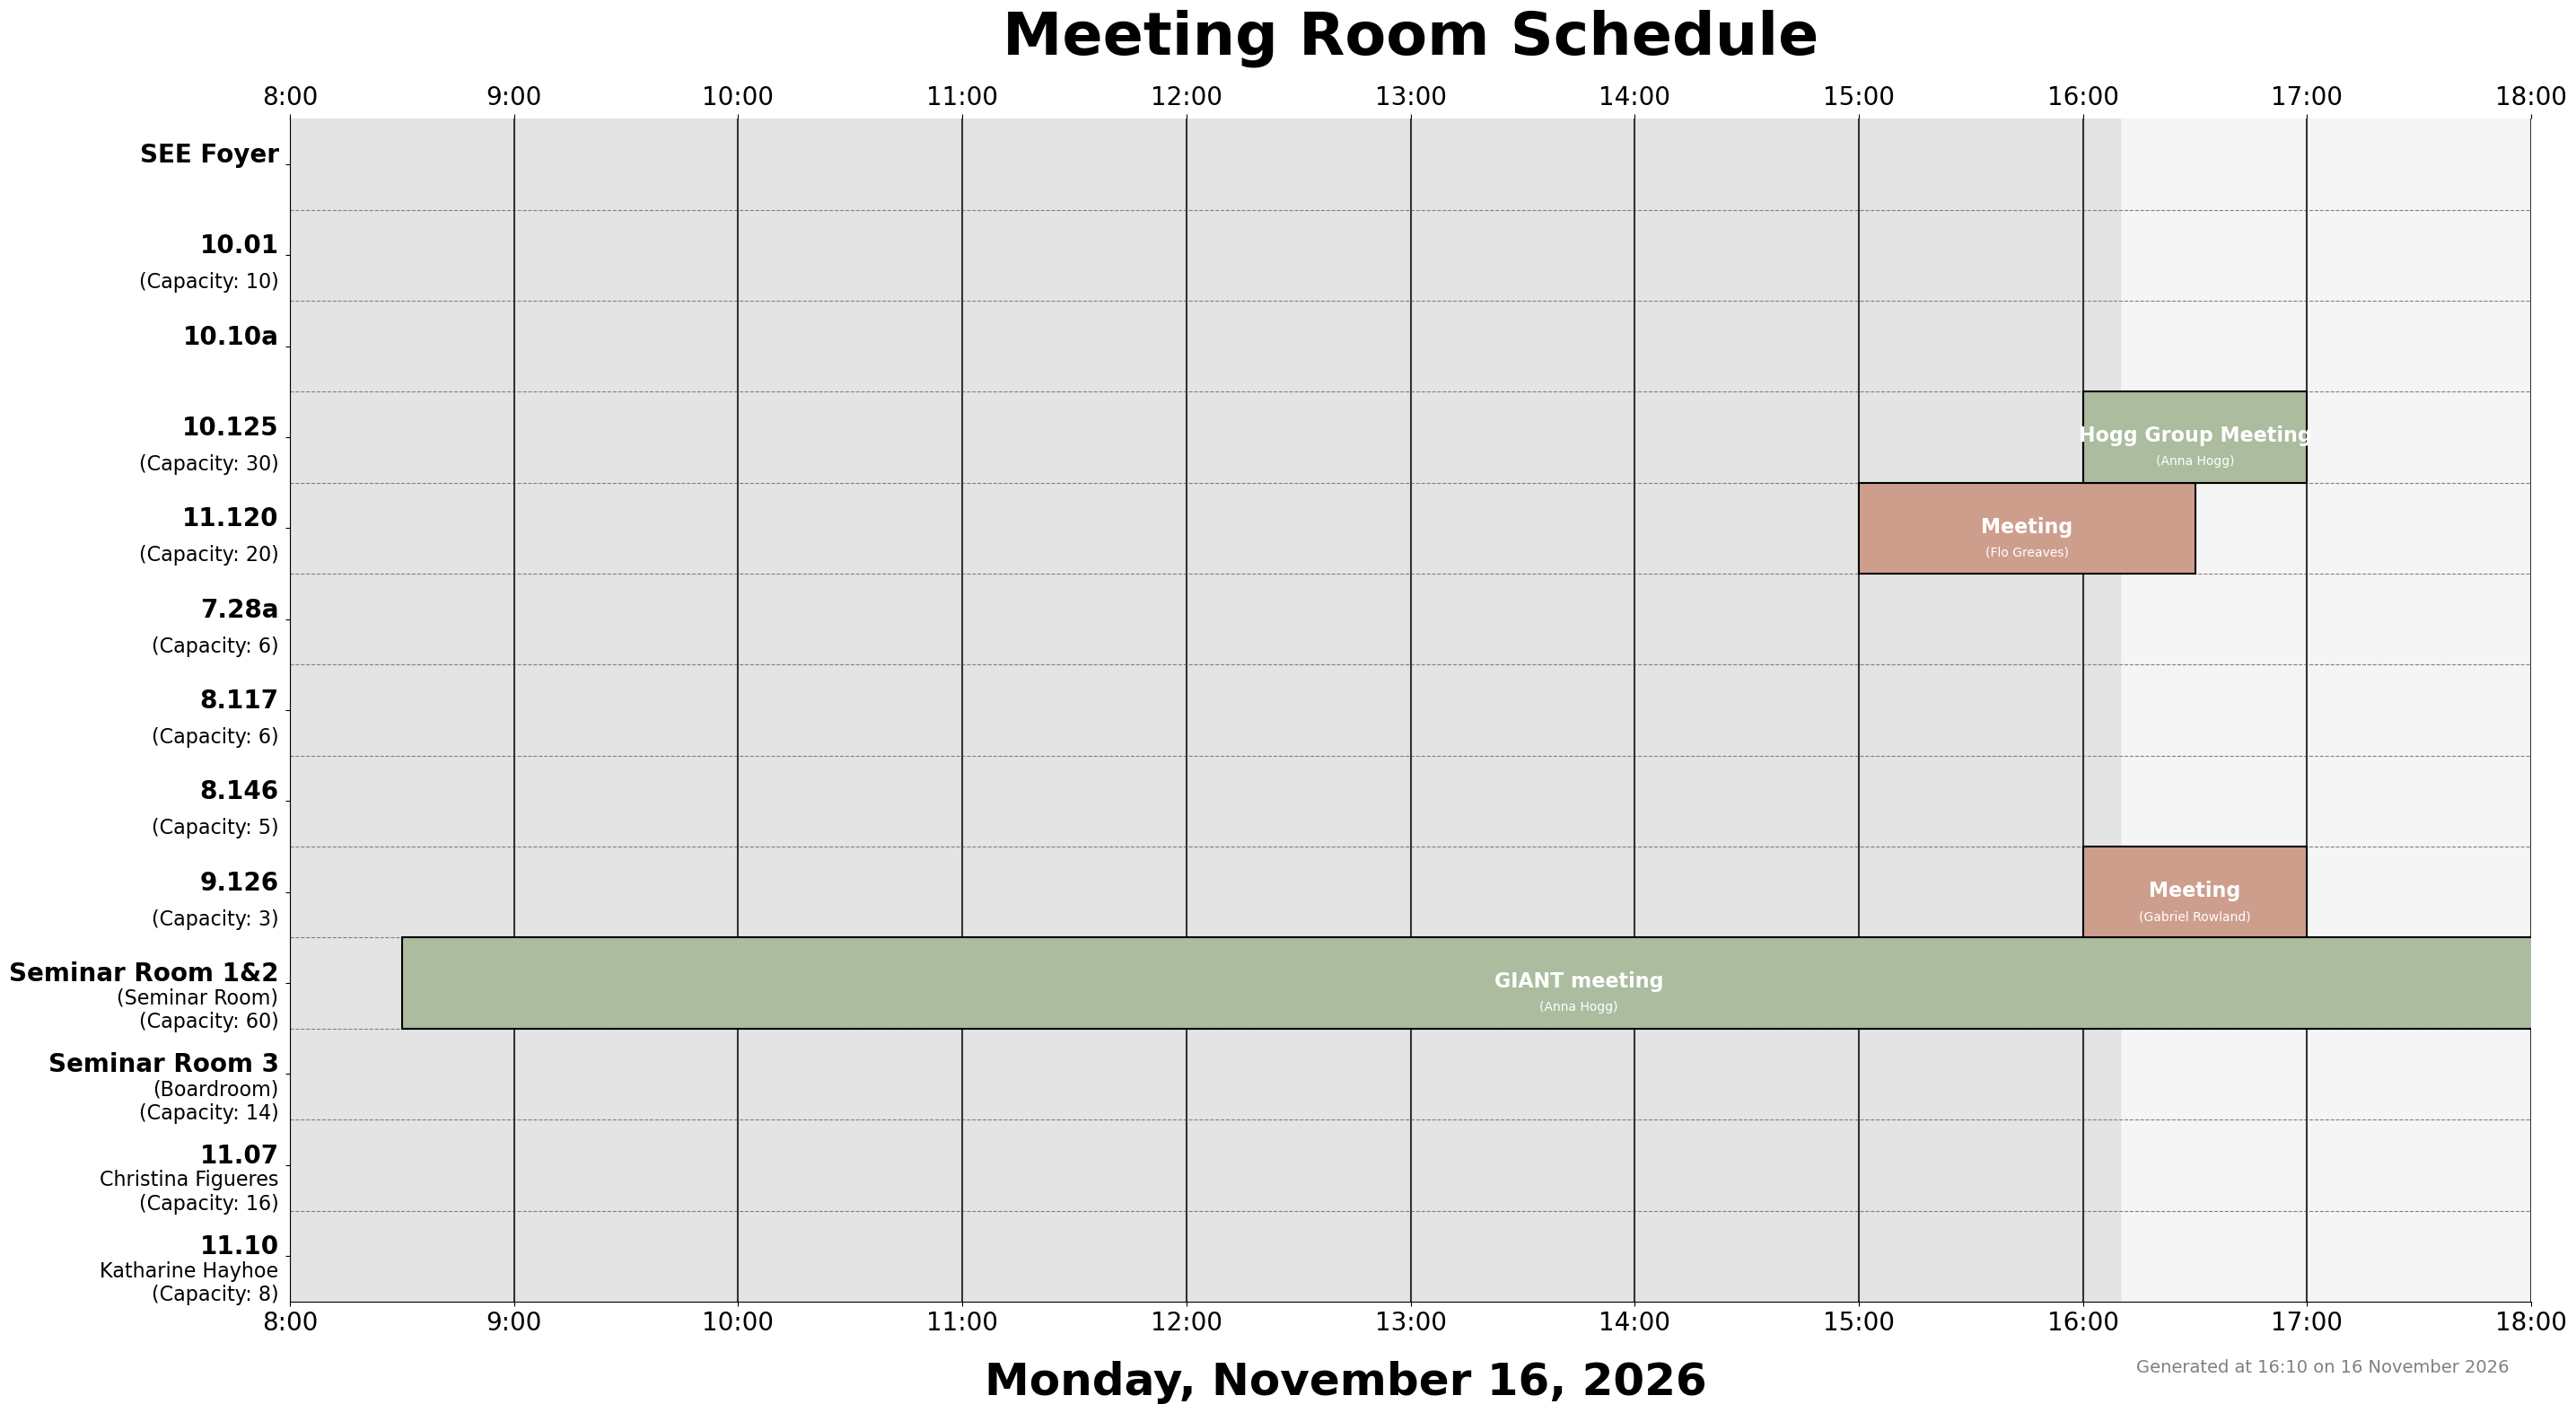 Meeting Room Schedule
8:00 9:00 10:00 11:00 12:00 13:00 14:00 15:00 16:00 17:00 18:00
SEE Foyer
10.01
(Capacity: 10)
10.10a
10.125
(Capacity: 30)
Hogg Group Meeting
(Anna Hogg)
11.120
(Capacity: 20)
Meeting
(Flo Greaves)
7.28a
(Capacity: 6)
8.117
(Capacity: 6)
8.146
(Capacity: 5)
9.126
(Capacity: 3)
Meeting
(Gabriel Rowland)
Seminar Room 1&2
(Seminar Room)
(Capacity: 60)
GIANT meeting
(Anna Hogg)
Seminar Room 3
(Boardroom)
(Capacity: 14)
11.07
Christina Figueres
(Capacity: 16)
11.10
Katharine Hayhoe
(Capacity: 8)
8:00 9:00 10:00 11:00 12:00 13:00 14:00 15:00 16:00 17:00 18:00
Monday, November 16, 2026
Generated at 16:10 on 16 November 2026